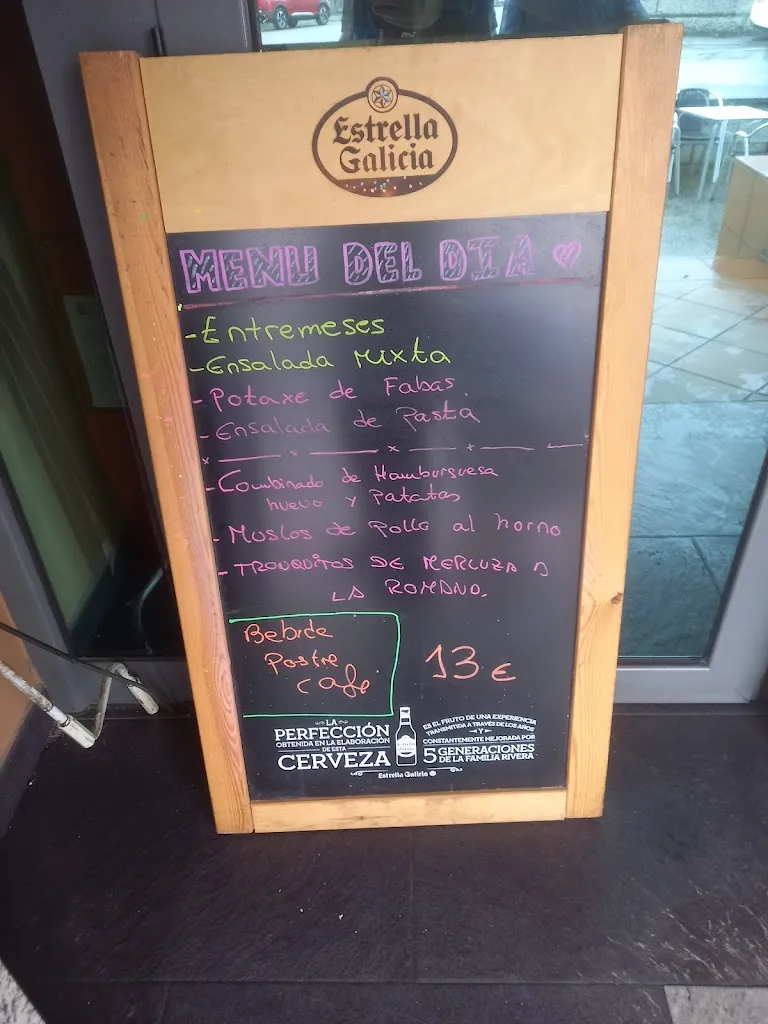 Estrella
Galicia
MENU DEL DIA
- Entremeses
- Ensalada Mixta
- Potaxe de Fabas.
- Ensalada de Pasta
- Combinado de Hamburguesa
huevo y patatas
- Muslos de Pollo al horno
- TRONQUITOS DE MERLUZA A
LA ROMANA.
Bebida
Postre
Café
13€
LA
PERFECCIÓN
OBTENIDA EN LA ELABORACIÓN
DE ESTA
CERVEZA
ES EL FRUTO DE UNA EXPERIENCIA
TRANSMITIDA A TRAVÉS DE LOS AÑOS
Y
CONSTANTEMENTE MEJORADA POR
5 GENERACIONES
DE LA FAMILIA RIVERA
Estrella Galicia